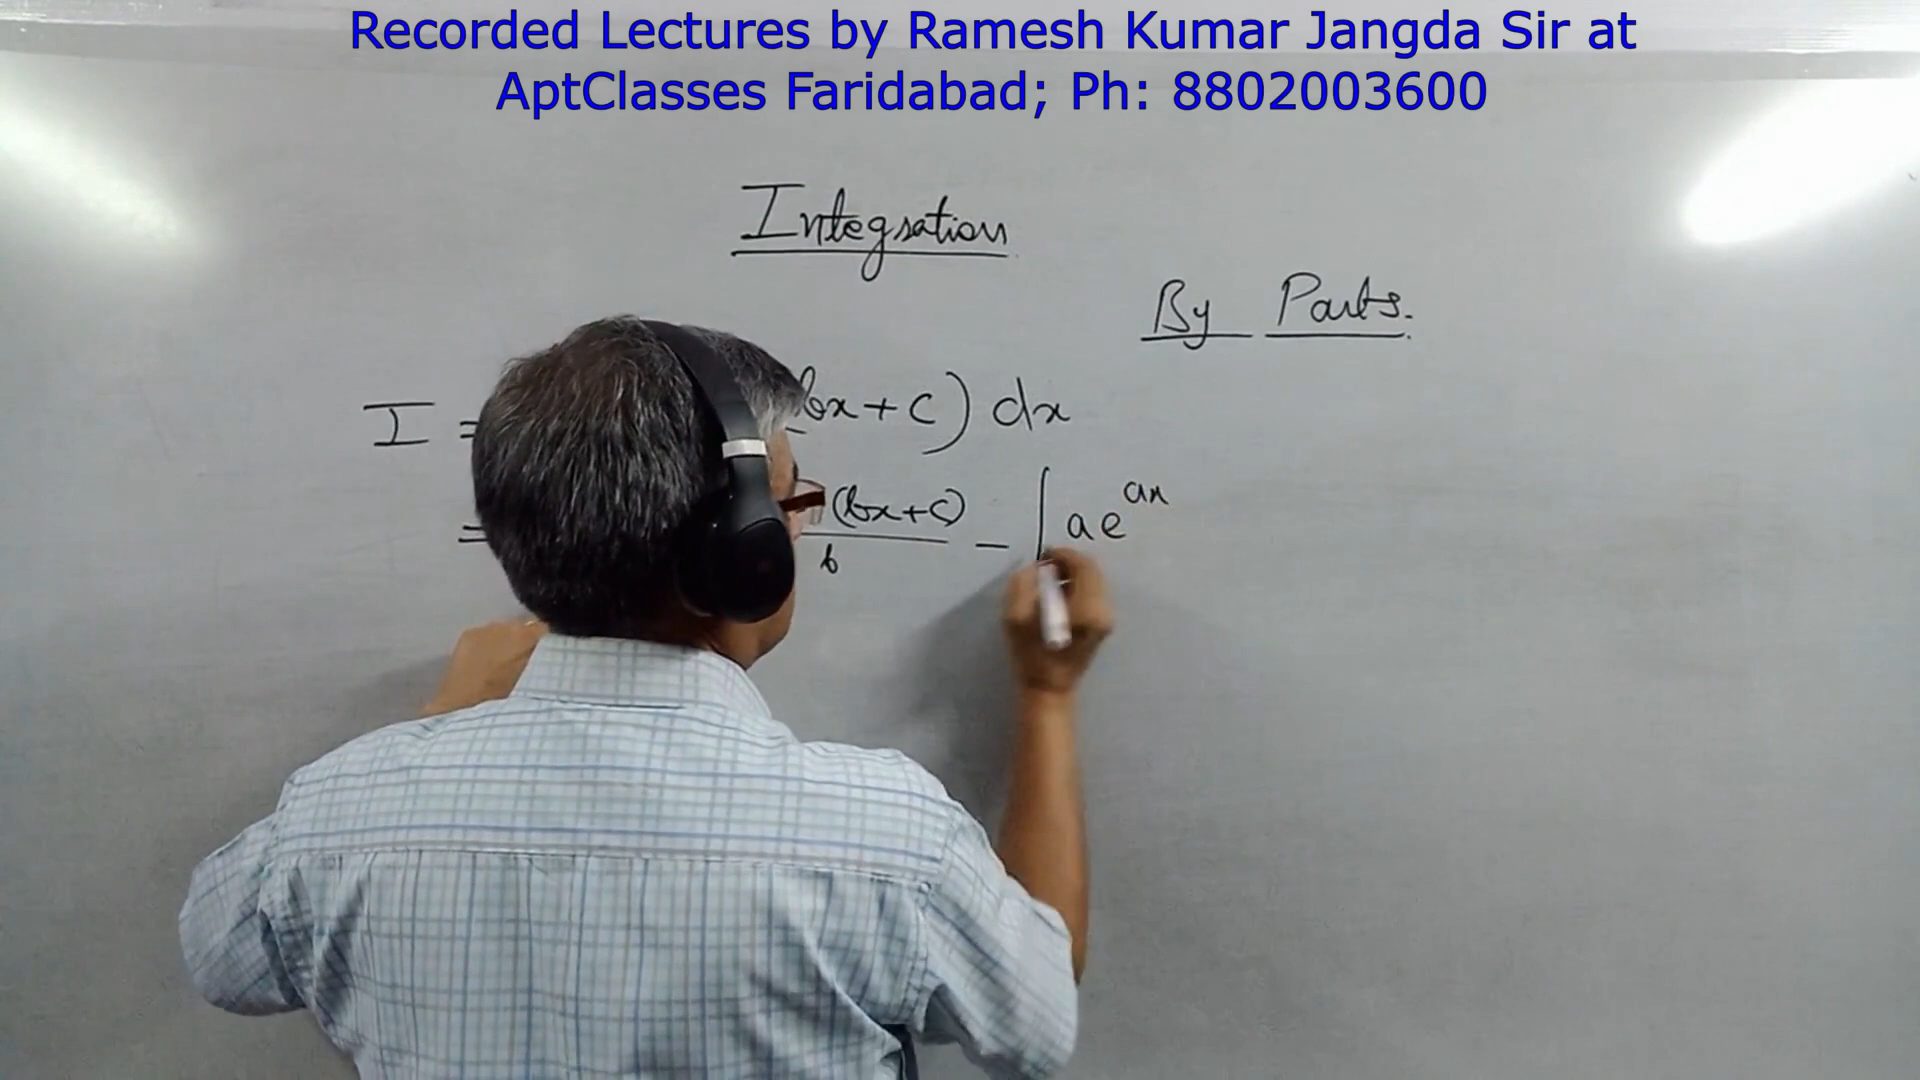 Recorded Lectures by Ramesh Kumar Jangda Sir at
AptClasses Faridabad; Ph: 8802003600
Integration
By Parts.
I = bx+c) dx
= (bx+c) / b - ∫ a e^ax